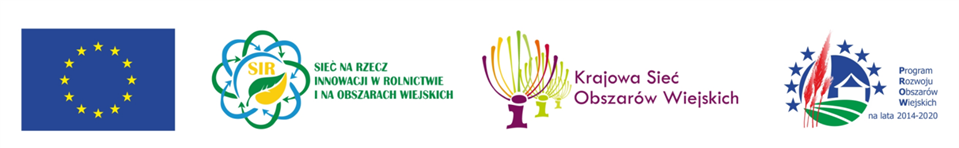 SIR
SIEĆ NA RZECZ
INNOWACJI W ROLNICTWIE
I NA OBSZARACH WIEJSKICH
Krajowa Sieć
Obszarów Wiejskich
Program
Rozwoju
Obszarów
Wiejskich
na lata 2014-2020